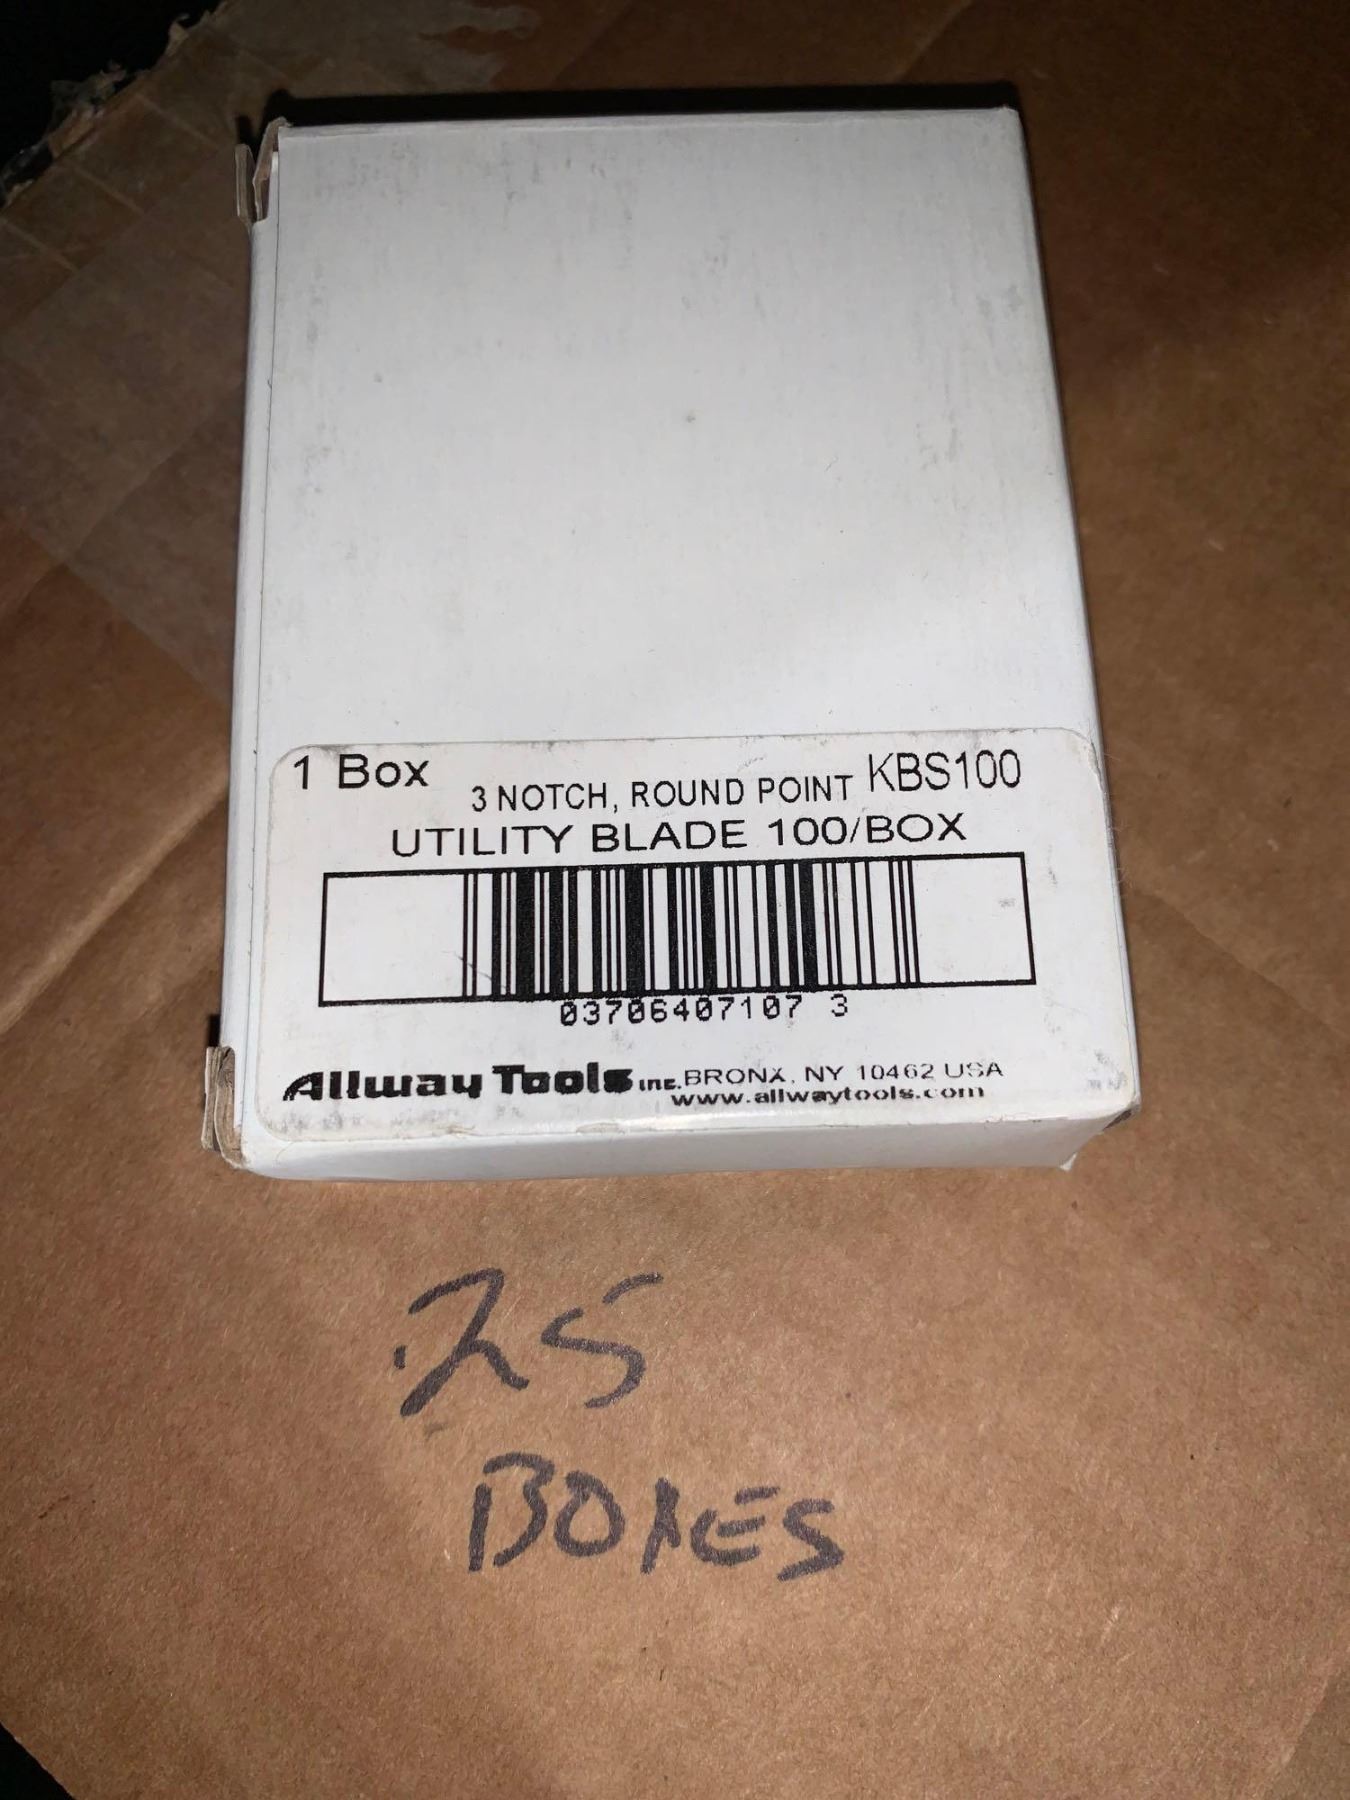 1 Box 3 NOTCH, ROUND POINT KBS100
UTILITY BLADE 100/BOX
03706407107 3
Allway Tools inc. BRONX, NY 10462 USA
www.allwaytools.com
.25
BOXES